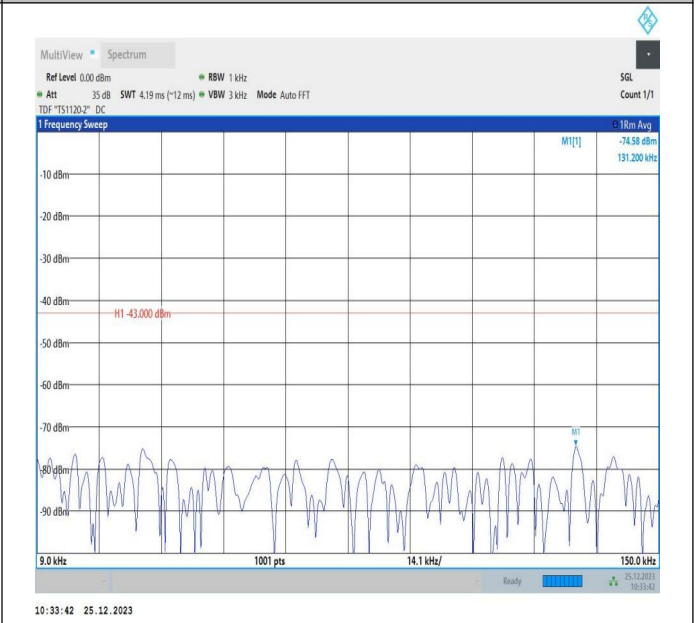 R S
MultiView Spectrum
Ref Level 0.00 dBm RBW 1 kHz SGL
Att 35 dB SWT 4.19 ms (~12 ms) VBW 3 kHz Mode Auto FFT Count 1/1
TDF "TS1120-2" DC
1 Frequency Sweep 1Rm Avg
M1[1] -74.58 dBm
131.200 kHz
-10 dBm
-20 dBm
-30 dBm
-40 dBm
H1 -43.000 dBm
-50 dBm
-60 dBm
-70 dBm
M1
-80 dBm
-90 dBm
9.0 kHz 1001 pts 14.1 kHz/ 150.0 kHz
Ready 25.12.2023
10:33:42
10:33:42 25.12.2023